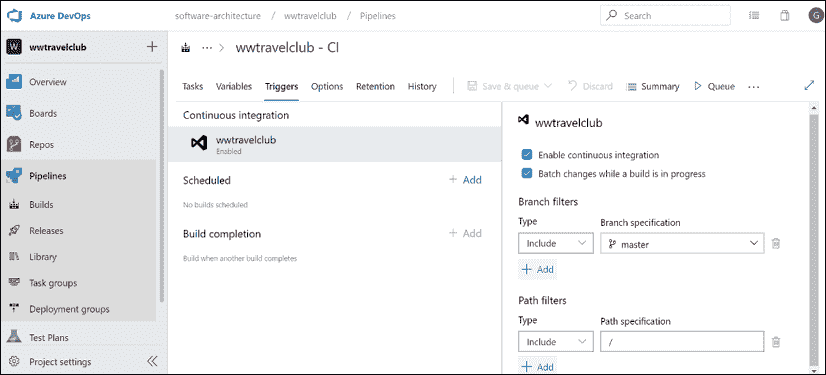 Azure DevOps
software-architecture / wwtravelclub / Pipelines
Search
G
W wwtravelclub
... > wwtravelclub - CI
Overview
Boards
Repos
Pipelines
Builds
Releases
Library
Task groups
Deployment groups
Test Plans
Project settings
Tasks Variables Triggers Options Retention History Save & queue Discard Summary Queue ...
Continuous integration
wwtravelclub
Enabled
Scheduled + Add
No builds scheduled
Build completion + Add
Build when another build completes
wwtravelclub
Enable continuous integration
Batch changes while a build is in progress
Branch filters
Type Branch specification
Include master
+ Add
Path filters
Type Path specification
Include /
+ Add